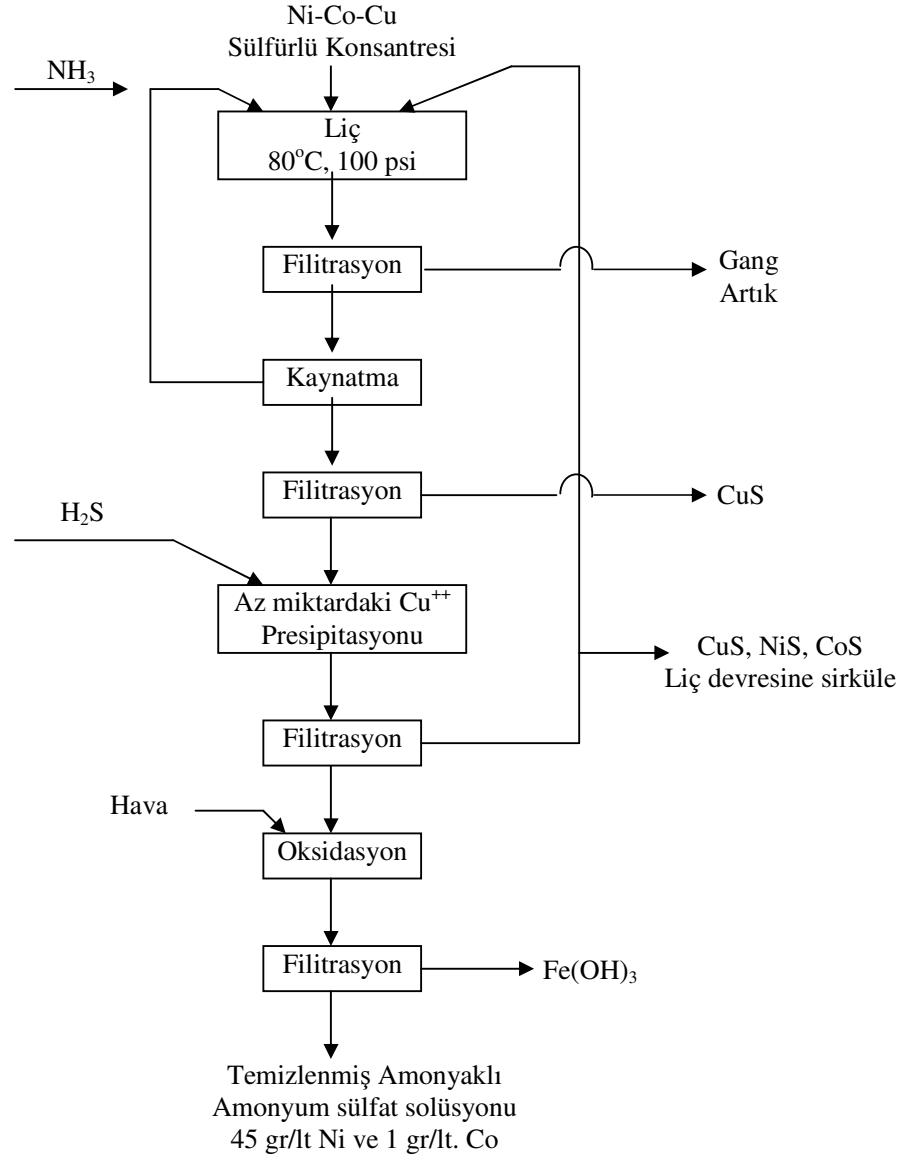 Ni-Co-Cu
Sülfürlü Konsantresi
NH₃
Liç
80°C, 100 psi
Filitrasyon
Gang
Artık
Kaynatma
Filitrasyon
CuS
H₂S
Az miktardaki Cu⁺⁺
Presipitasyonu
CuS, NiS, CoS
Liç devresine sirküle
Filitrasyon
Hava
Oksidasyon
Filitrasyon
Fe(OH)₃
Temizlenmiş Amonyaklı
Amonyum sülfat solüsyonu
45 gr/lt Ni ve 1 gr/lt. Co